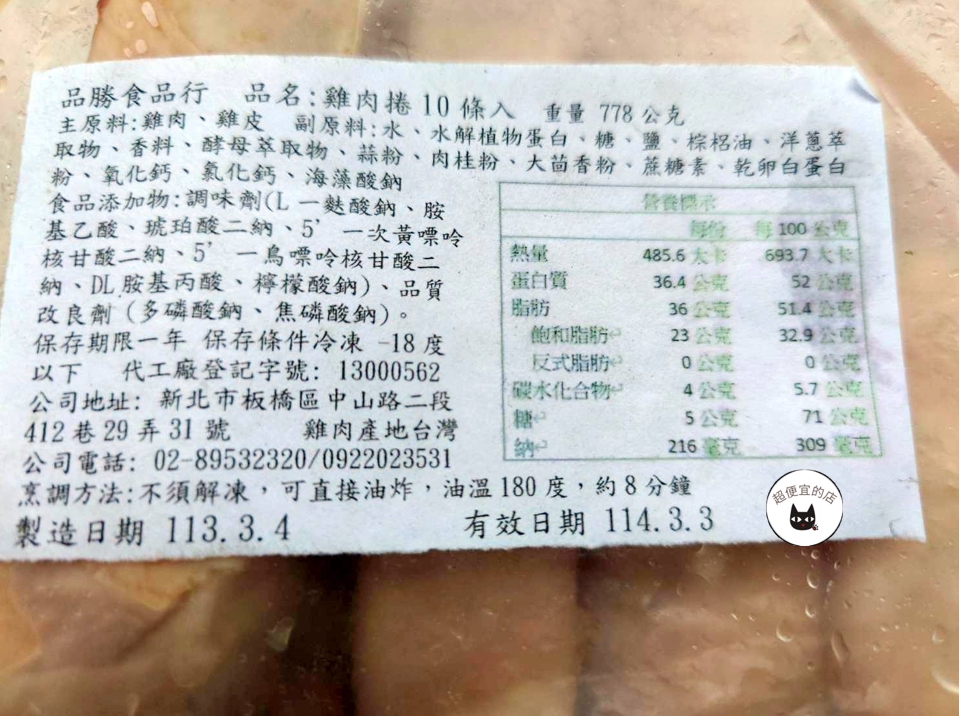 品勝食品行 品名:雞肉捲10條入 重量 778公克
主原料:雞肉、雞皮 副原料:水、水解植物蛋白、糖、鹽、棕梠油、洋蔥萃
取物、香料、酵母萃取物、蒜粉、肉桂粉、大茴香粉、蔗糖素、乾卵白蛋白
粉、氧化鈣、氯化鈣、海藻酸鈉
食品添加物:調味劑(L 一麩酸鈉、胺
基乙酸、琥珀酸二納、5' 一次黃嘌呤
核甘酸二納、5' 一鳥嘌呤核甘酸二
納、DL胺基丙酸、檸檬酸鈉)、品質
改良劑(多磷酸鈉、焦磷酸鈉)。
保存期限一年 保存條件冷凍 -18度
以下 代工廠登記字號: 13000562
公司地址: 新北市板橋區中山路二段
412巷29弄31號 雞肉產地台灣
公司電話: 02-89532320/0922023531
烹調方法:不須解凍，可直接油炸，油溫180度，約8分鐘
製造日期 113.3.4 有效日期 114.3.3
營養標示
每份 每100公克
熱量 485.6 大卡 693.7 大卡
蛋白質 36.4 公克 52 公克
脂肪 36 公克 51.4 公克
飽和脂肪↵ 23 公克 32.9 公克
反式脂肪↵ 0 公克 0 公克
碳水化合物↵ 4 公克 5.7 公克
糖↵ 5 公克 71 公克
納↵ 216 毫克 309 毫克
超便宜的店